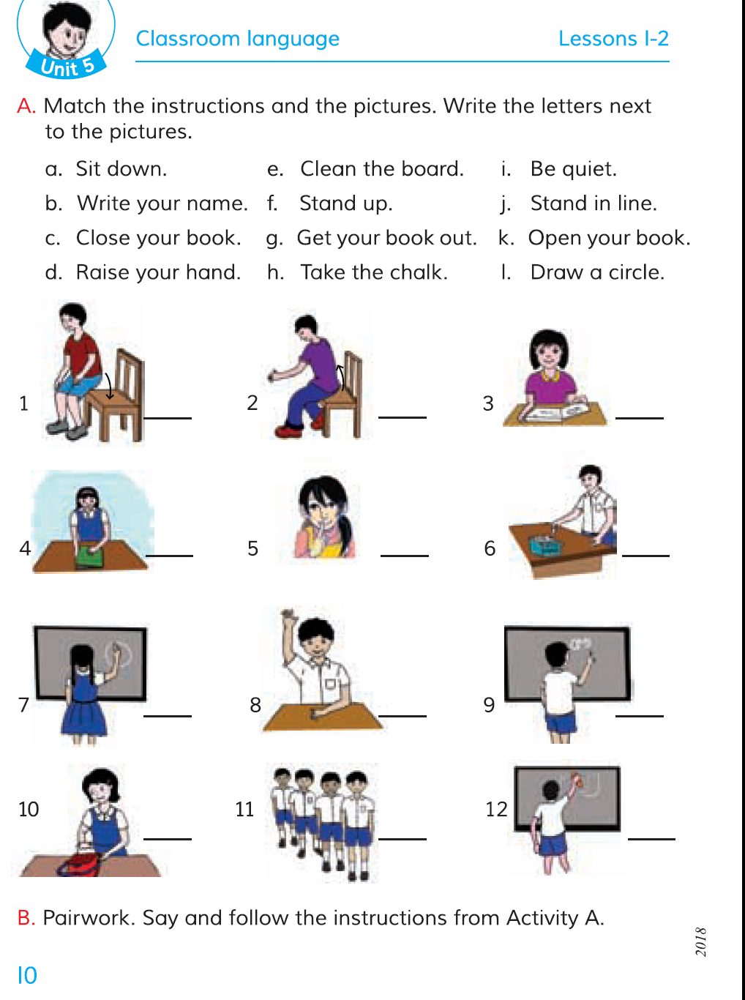 Unit 5
Classroom language Lessons 1-2
A. Match the instructions and the pictures. Write the letters next
to the pictures.
a. Sit down. e. Clean the board. i. Be quiet.
b. Write your name. f. Stand up. j. Stand in line.
c. Close your book. g. Get your book out. k. Open your book.
d. Raise your hand. h. Take the chalk. l. Draw a circle.
1 2 3
4 5 6
7 8 9
10 11 12
B. Pairwork. Say and follow the instructions from Activity A.
2018
10